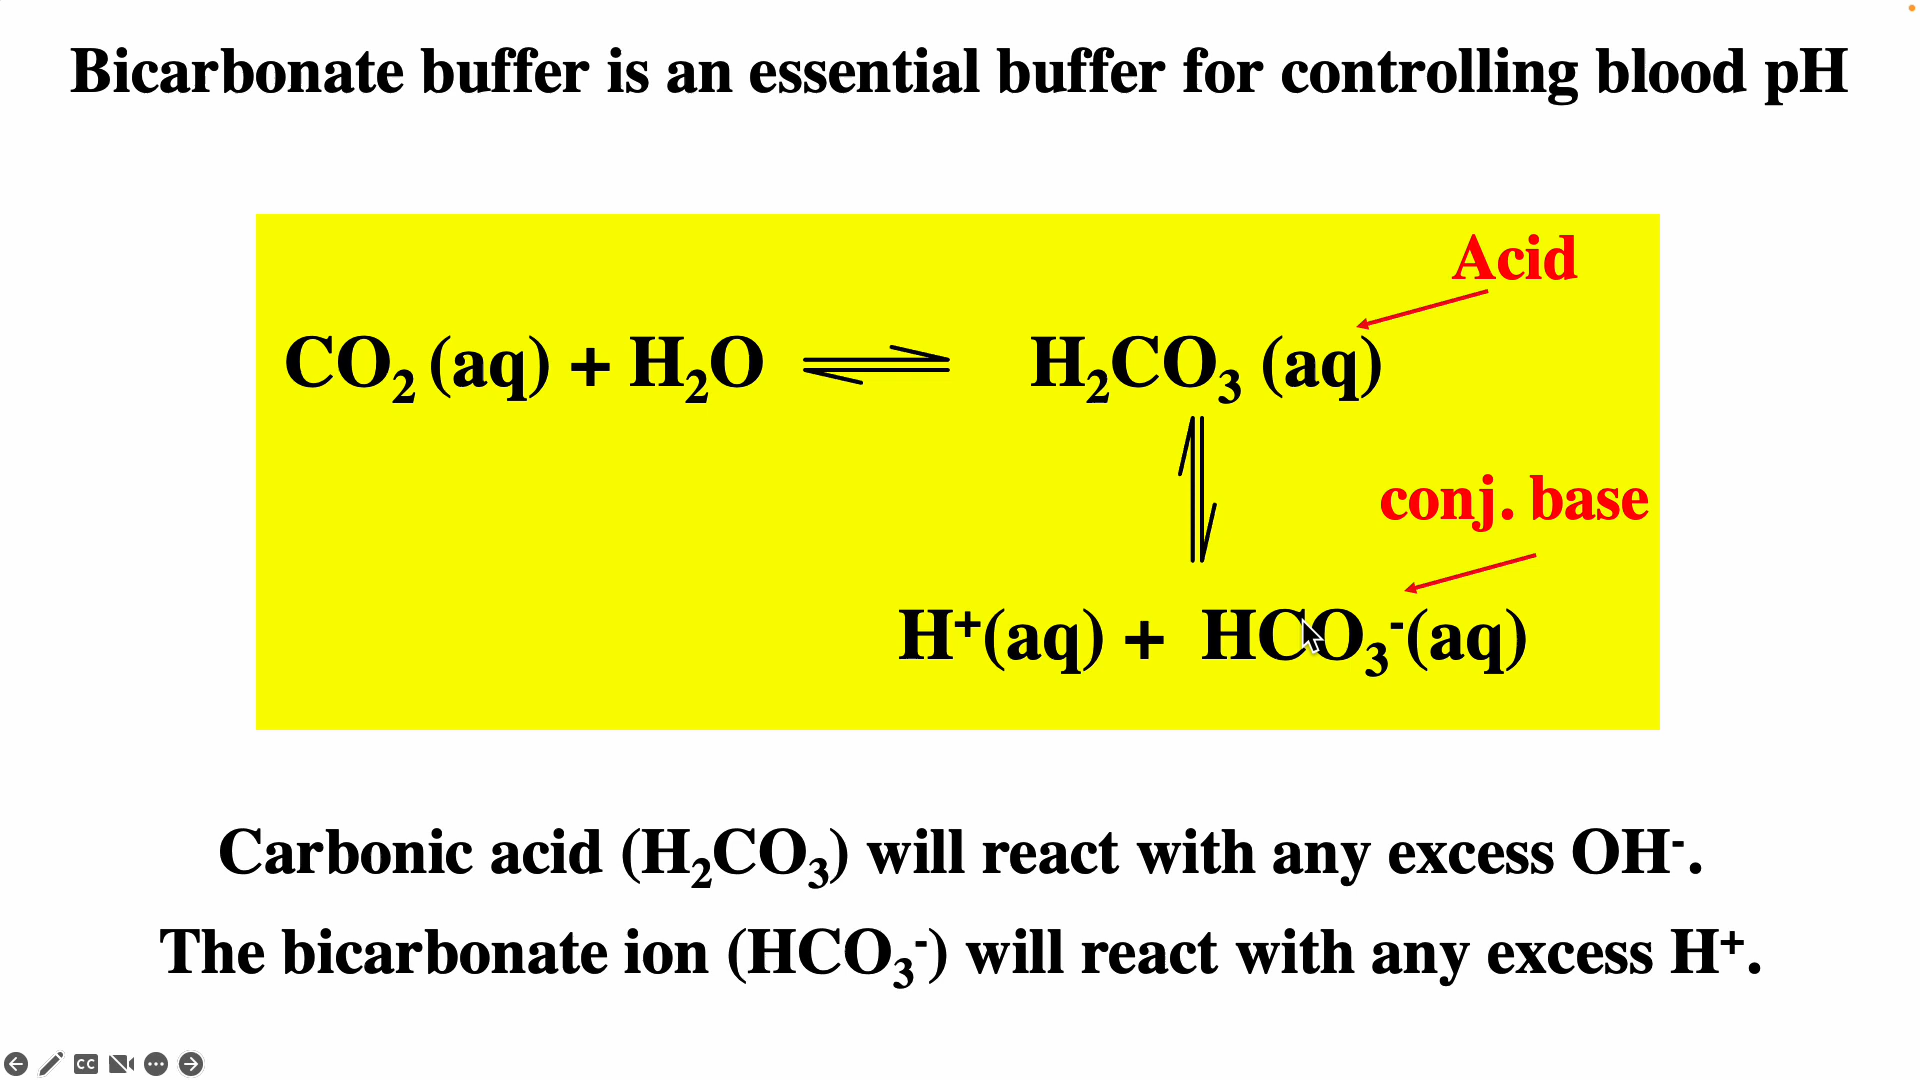 Bicarbonate buffer is an essential buffer for controlling blood pH
Acid
CO₂ (aq) + H₂O ⇌ H₂CO₃ (aq)
conj. base
H⁺(aq) + HCO₃⁻(aq)
Carbonic acid (H₂CO₃) will react with any excess OH⁻.
The bicarbonate ion (HCO₃⁻) will react with any excess H⁺.
CC